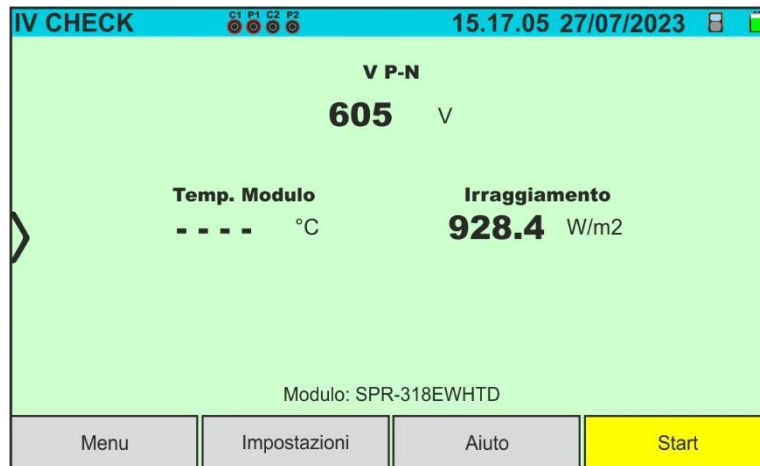 IV CHECK C1 P1 C2 P2 15.17.05 27/07/2023
V P-N
605 V
Temp. Modulo Irraggiamento
- - - - °C 928.4 W/m2
Modulo: SPR-318EWHTD
Menu Impostazioni Aiuto Start